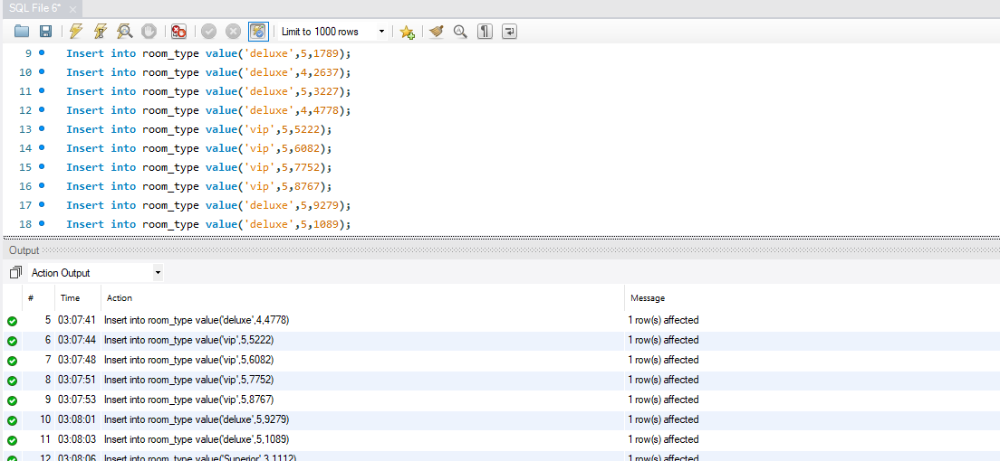 SQL File 6*
Limit to 1000 rows
9 Insert into room_type value('deluxe',5,1789);
10 Insert into room_type value('deluxe',4,2637);
11 Insert into room_type value('deluxe',5,3227);
12 Insert into room_type value('deluxe',4,4778);
13 Insert into room_type value('vip',5,5222);
14 Insert into room_type value('vip',5,6082);
15 Insert into room_type value('vip',5,7752);
16 Insert into room_type value('vip',5,8767);
17 Insert into room_type value('deluxe',5,9279);
18 Insert into room_type value('deluxe',5,1089);
Output
Action Output
# Time Action Message
5 03:07:41 Insert into room_type value('deluxe',4,4778) 1 row(s) affected
6 03:07:44 Insert into room_type value('vip',5,5222) 1 row(s) affected
7 03:07:48 Insert into room_type value('vip',5,6082) 1 row(s) affected
8 03:07:51 Insert into room_type value('vip',5,7752) 1 row(s) affected
9 03:07:53 Insert into room_type value('vip',5,8767) 1 row(s) affected
10 03:08:01 Insert into room_type value('deluxe',5,9279) 1 row(s) affected
11 03:08:03 Insert into room_type value('deluxe',5,1089) 1 row(s) affected
12 03:08:06 Insert into room_type value('Superior',3,1112) 1 row(s) affected